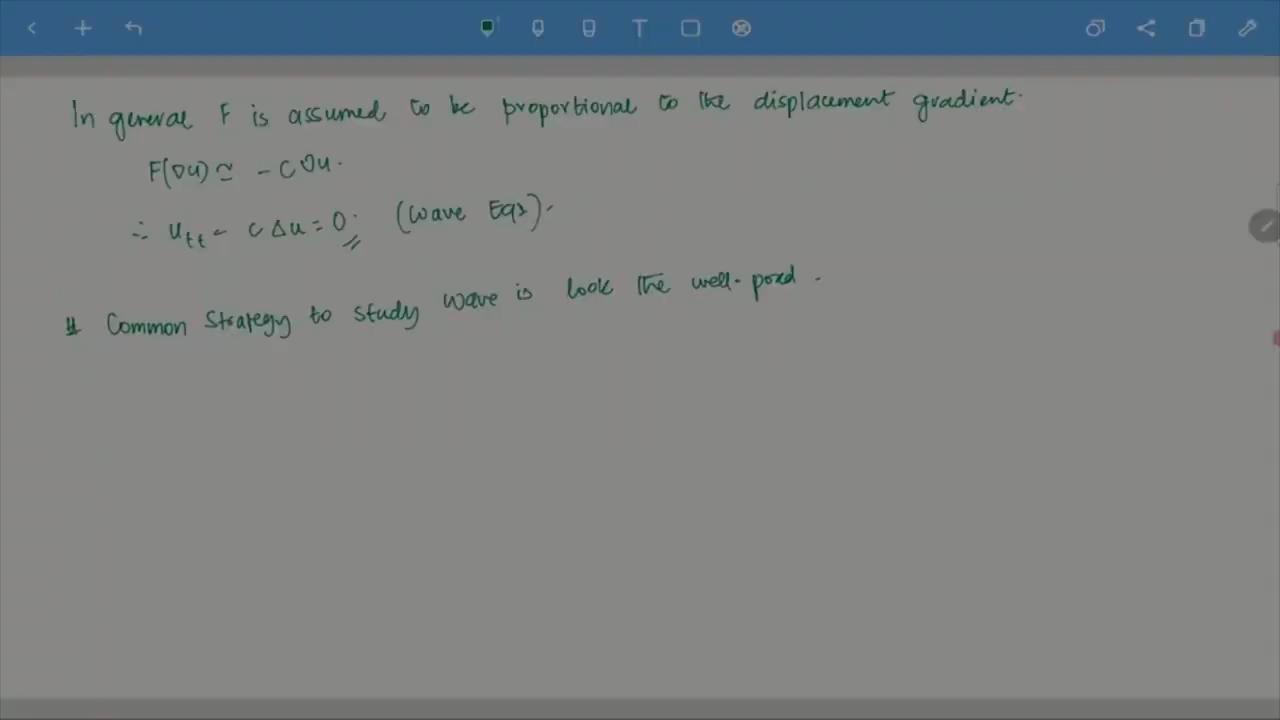 In general F is assumed to be proportional to the displacement gradient.
F(∇u) ≃ - C ∇u.
∴ u_tt - c Δu = 0. (Wave Eqs).
# Common Strategy to study wave is look the well-posed.